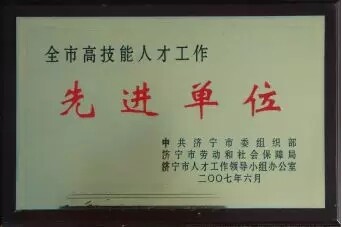 全市高技能人才工作
先进单位
中共济宁市委组织部
济宁市劳动和社会保障局
济宁市人才工作领导小组办公室
二〇〇七年六月